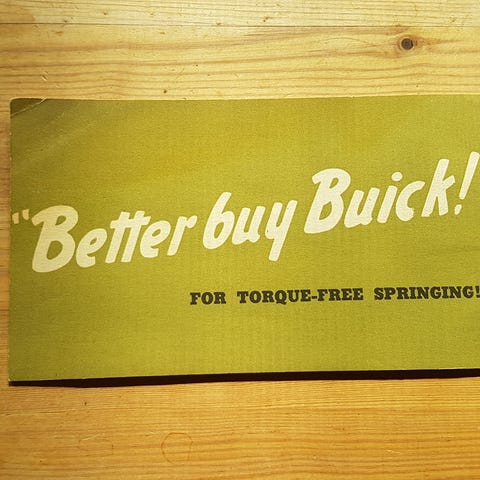 "Better buy Buick!
FOR TORQUE-FREE SPRINGING!